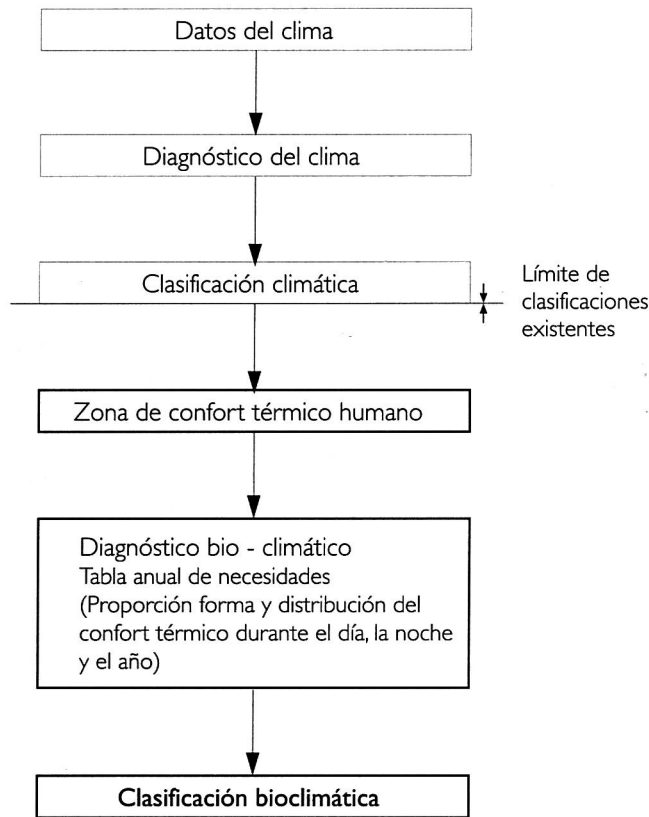 Datos del clima
Diagnóstico del clima
Clasificación climática
Límite de
clasificaciones
existentes
Zona de confort térmico humano
Diagnóstico bio - climático
Tabla anual de necesidades
(Proporción forma y distribución del
confort térmico durante el día, la noche
y el año)
Clasificación bioclimática